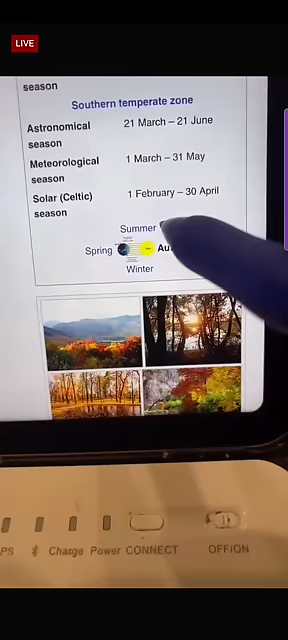 LIVE
season
Southern temperate zone
Astronomical season 21 March – 21 June
Meteorological season 1 March – 31 May
Solar (Celtic) season 1 February – 30 April
Summer
Spring
Winter
Charge Power CONNECT OFF/ON